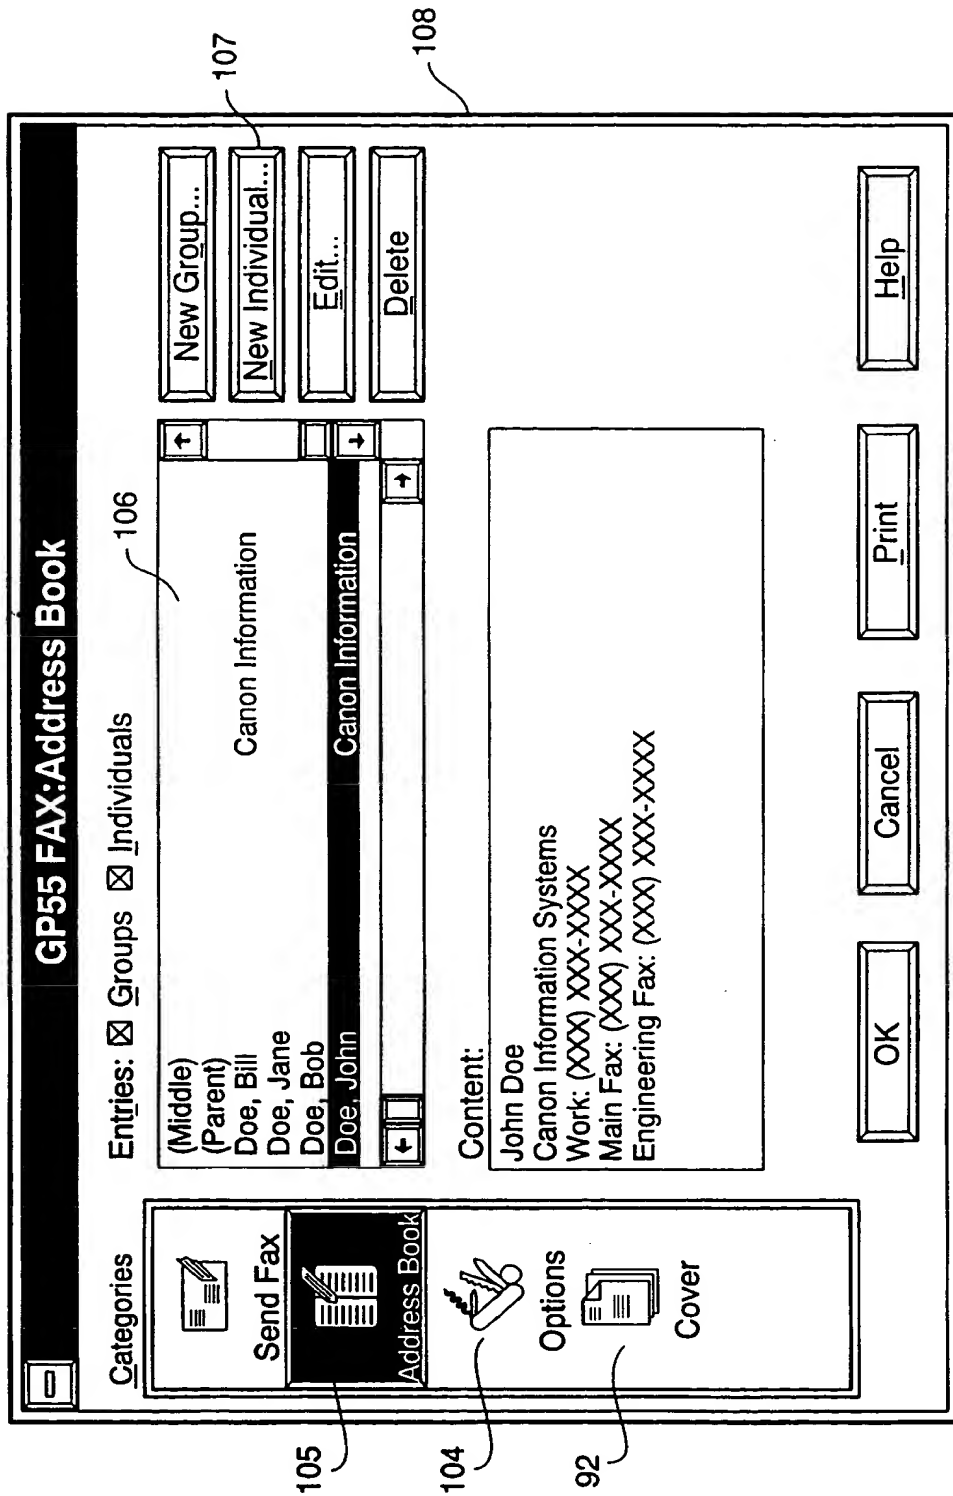 GP55 FAX:Address Book
Categories
Send Fax
Address Book
Options
Cover
Entries: ☒ Groups ☒ Individuals
(Middle)
(Parent)
Doe, Bill Canon Information
Doe, Jane
Doe, Bob
Doe, John Canon Information
New Group...
New Individual...
Edit...
Delete
Content:
John Doe
Canon Information Systems
Work: (XXX) XXX-XXXX
Main Fax: (XXX) XXX-XXXX
Engineering Fax: (XXX) XXX-XXXX
OK
Cancel
Print
Help
105
104
92
106
107
108